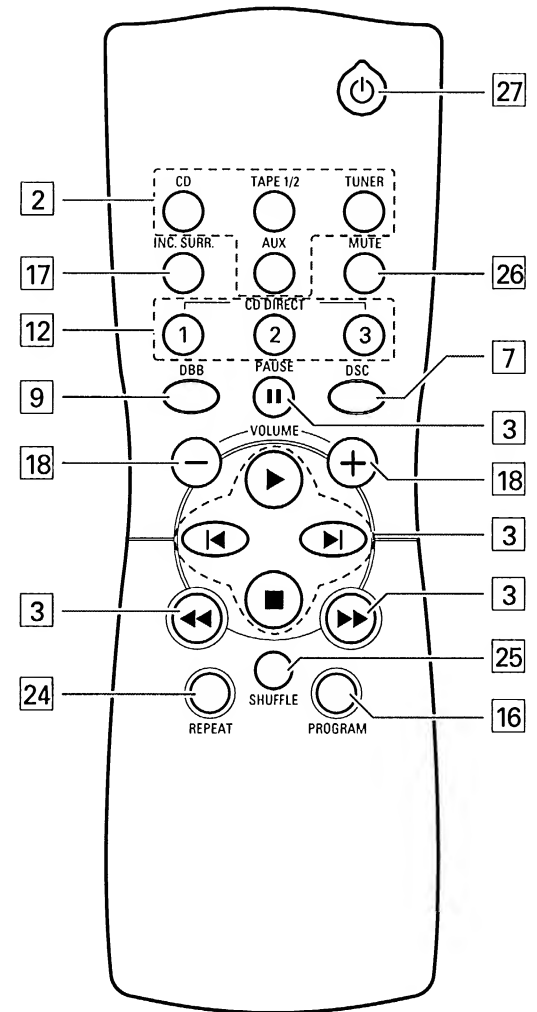 27
CD TAPE 1/2 TUNER
2
INC. SURR. AUX MUTE
17 26
CD DIRECT
12 1 2 3
DBB PAUSE DSC
9 7
3
VOLUME
18 18
3
3 3
25
24 SHUFFLE 16
REPEAT PROGRAM